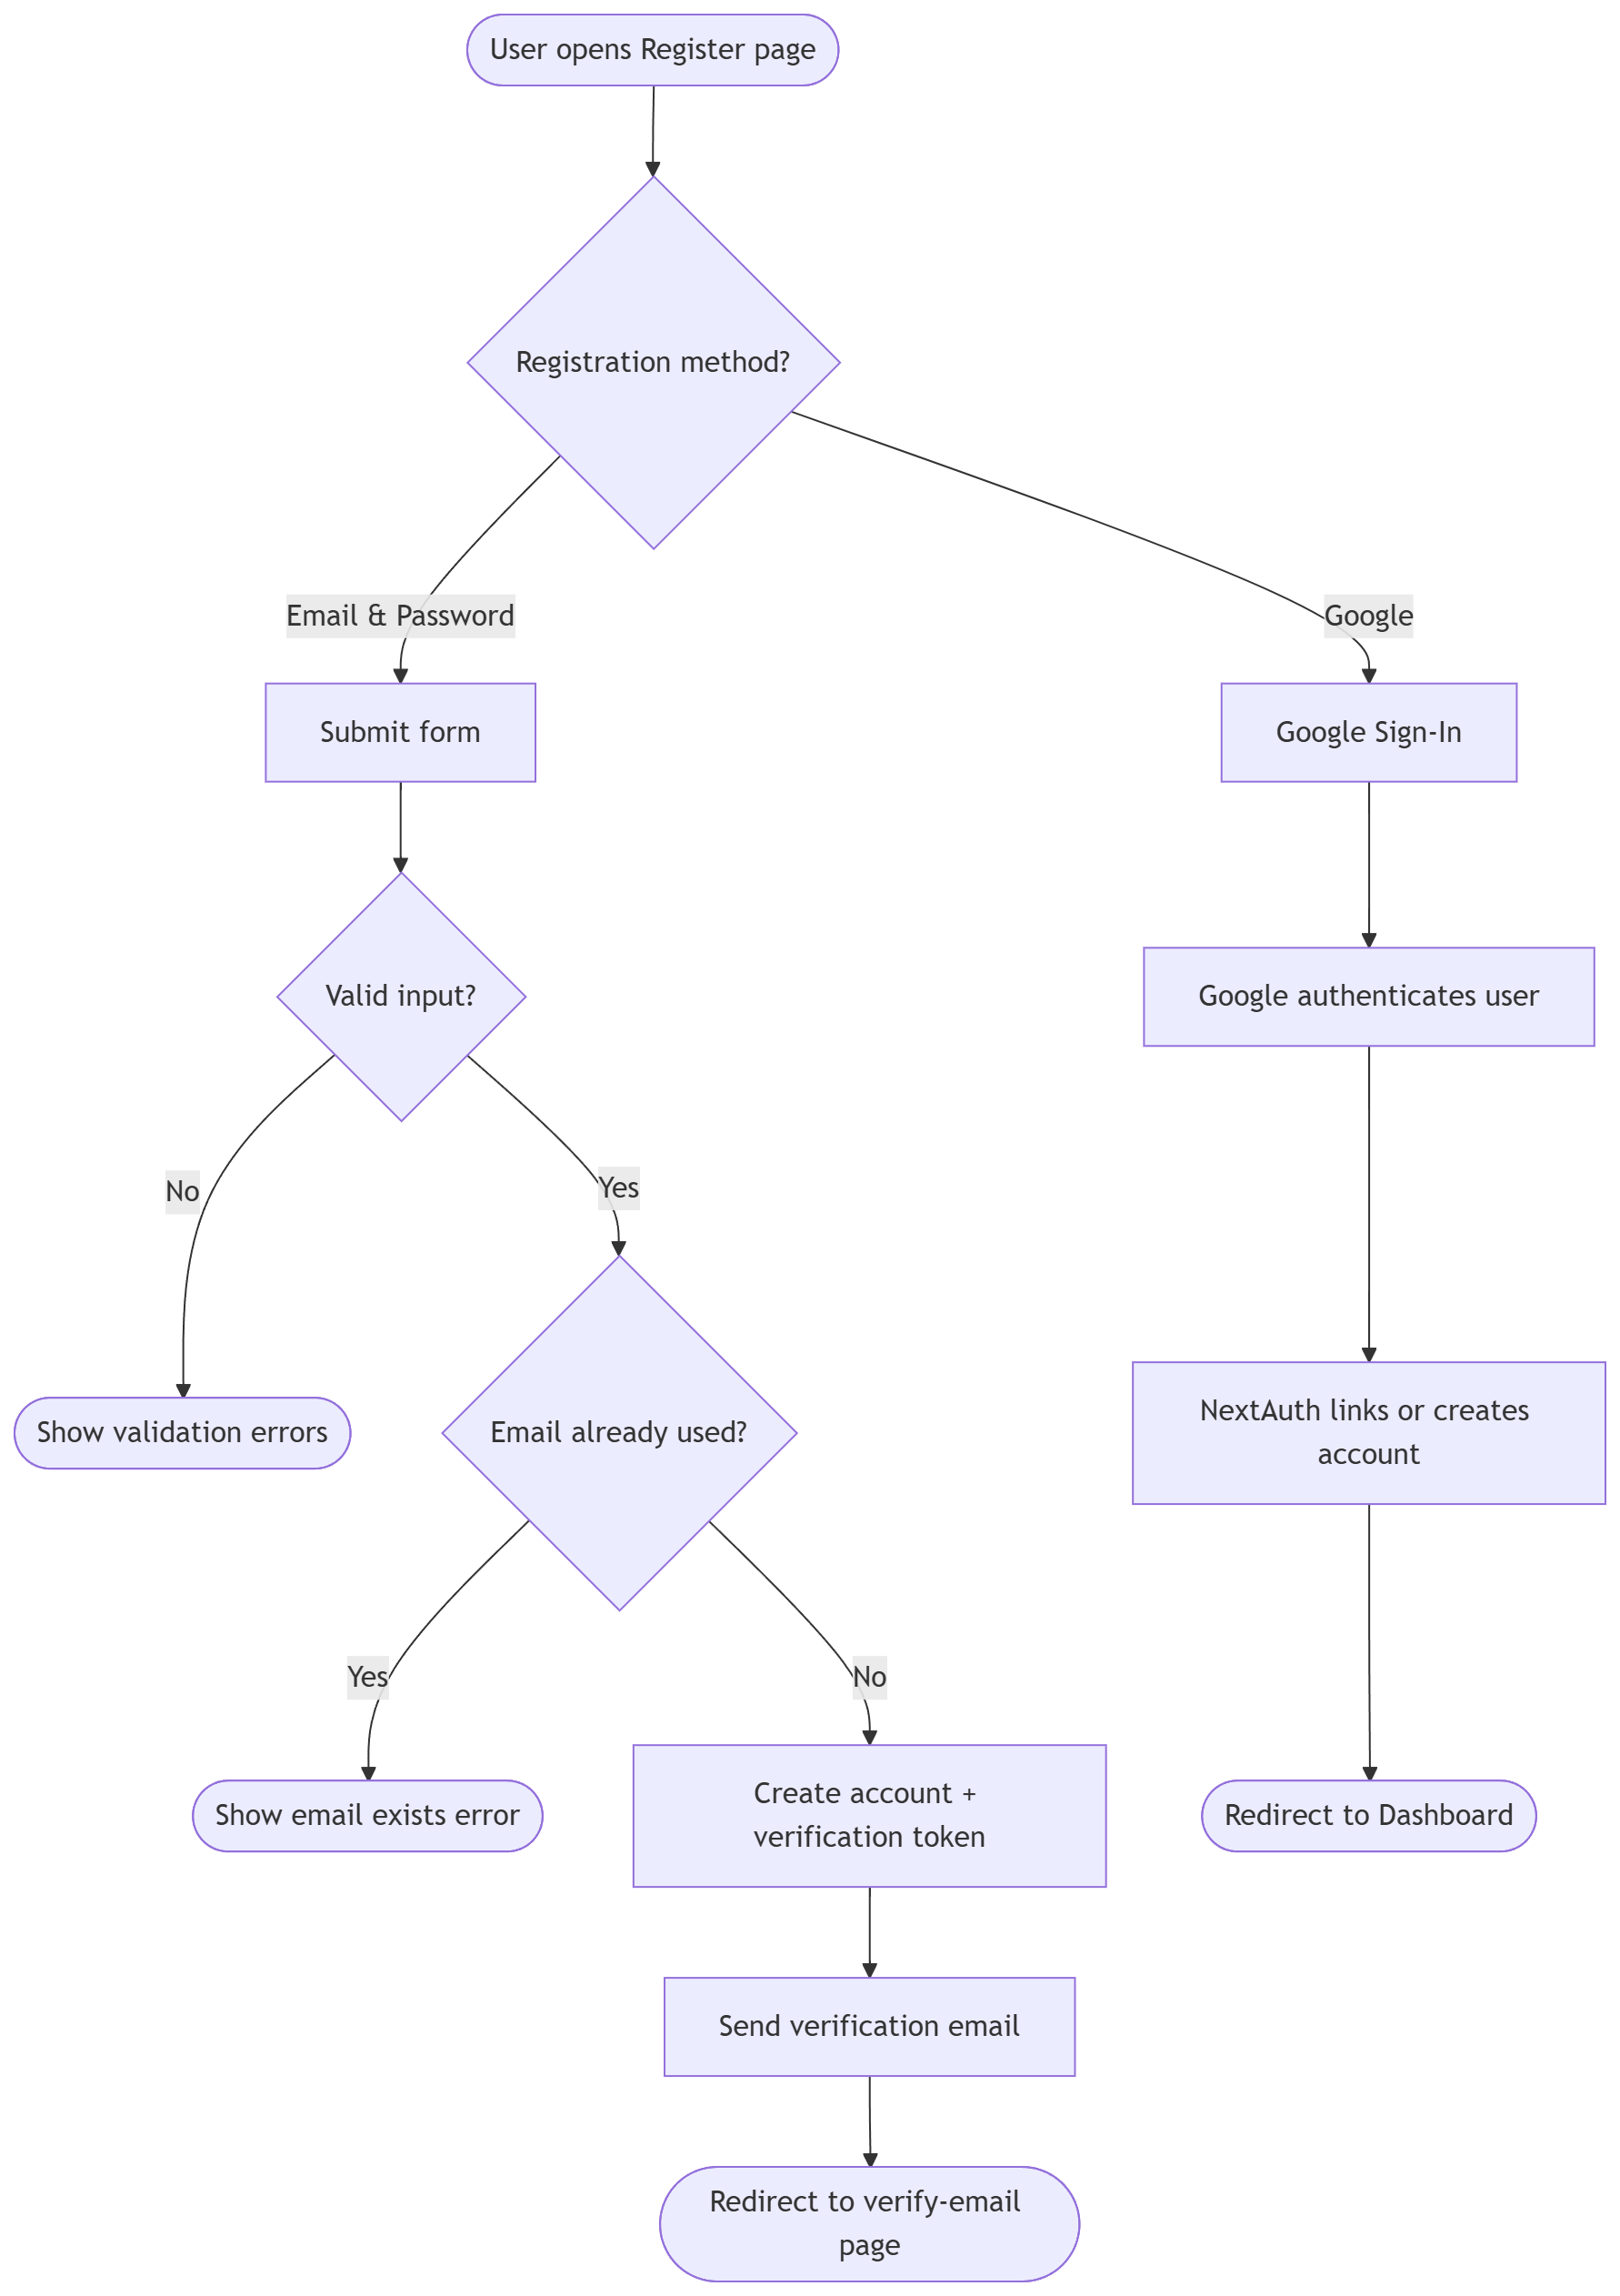 User opens Register page
Registration method?
Email & Password
Google
Submit form
Google Sign-In
Valid input?
Google authenticates user
No
Yes
Show validation errors
Email already used?
NextAuth links or creates
account
Yes
No
Show email exists error
Create account +
verification token
Redirect to Dashboard
Send verification email
Redirect to verify-email
page